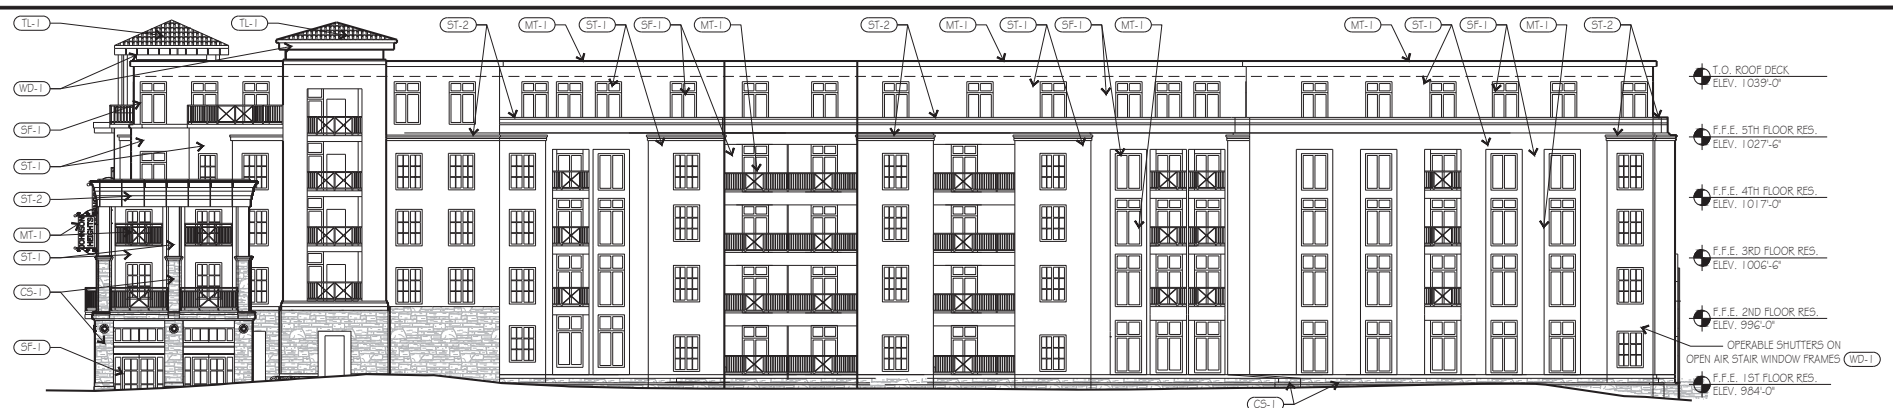 TL-1
TL-1
ST-2
MT-1
ST-1
SF-1
MT-1
ST-2
MT-1
ST-1
SF-1
MT-1
MT-1
ST-1
SF-1
MT-1
ST-2
WD-1
SF-1
ST-1
ST-2
MT-1
ST-1
CS-1
SF-1
JOHNSON
HEIGHTS
T.O. ROOF DECK
ELEV. 1039'-0"
F.F.E. 5TH FLOOR RES.
ELEV. 1027'-6"
F.F.E. 4TH FLOOR RES.
ELEV. 1017'-0"
F.F.E. 3RD FLOOR RES.
ELEV. 1006'-6"
F.F.E. 2ND FLOOR RES.
ELEV. 996'-0"
OPERABLE SHUTTERS ON
OPEN AIR STAIR WINDOW FRAMES WD-1
F.F.E. 1ST FLOOR RES.
ELEV. 984'-0"
CS-1